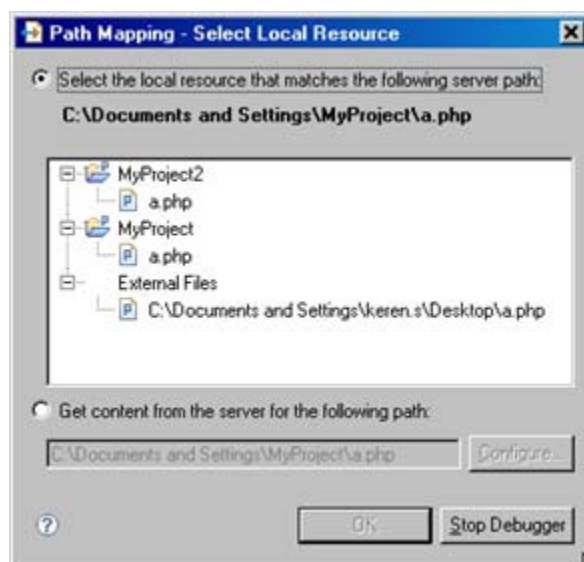 Path Mapping - Select Local Resource
Select the local resource that matches the following server path:
C:\Documents and Settings\MyProject\a.php
MyProject2
a.php
MyProject
a.php
External Files
C:\Documents and Settings\keren.s\Desktop\a.php
Get content from the server for the following path:
C:\Documents and Settings\MyProject\a.php
Configure...
OK
Stop Debugger